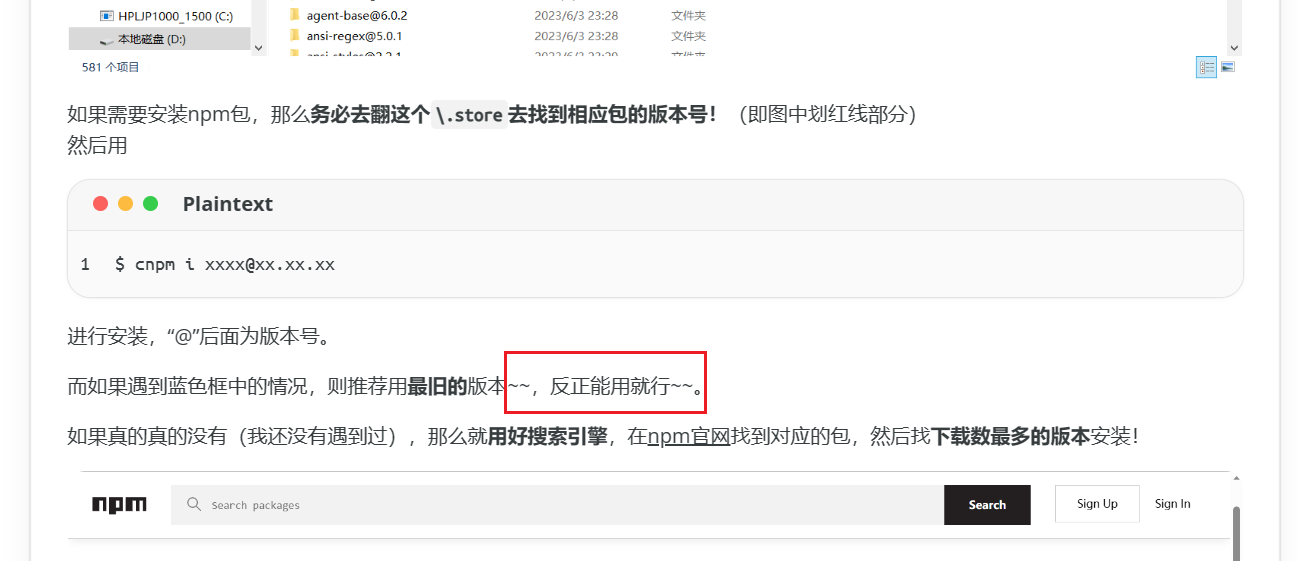 HPLJP1000_1500 (C:)
agent-base@6.0.2 2023/6/3 23:28 文件夹
本地磁盘 (D:)
ansi-regex@5.0.1 2023/6/3 23:28 文件夹
581 个项目
如果需要安装npm包，那么务必去翻这个 \.store 去找到相应包的版本号！（即图中划红线部分）
然后用
Plaintext
1 $ cnpm i xxxx@xx.xx.xx
进行安装，“@”后面为版本号。
而如果遇到蓝色框中的情况，则推荐用最旧的版本~~，反正能用就行~~。
如果真的真的没有（我还没有遇到过），那么就用好搜索引擎，在npm官网找到对应的包，然后找下载数最多的版本安装！
npm Search packages Search Sign Up Sign In